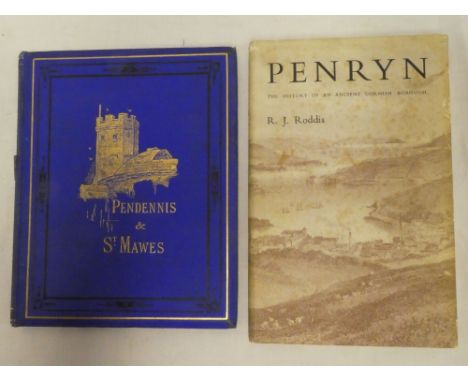 PENDENNIS
&
ST MAWES
PENRYN
THE HISTORY OF AN ANCIENT CORNISH BOROUGH
R. J. Roddis